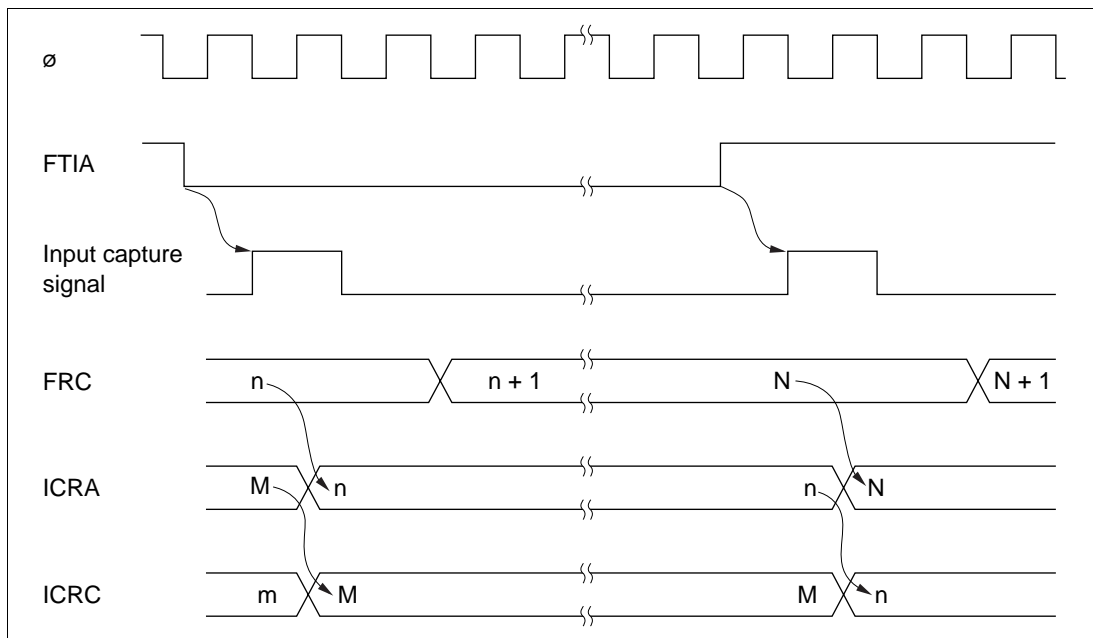 ø
FTIA
Input capture
signal
FRC n n + 1 N N + 1
ICRA M n n N
ICRC m M M n